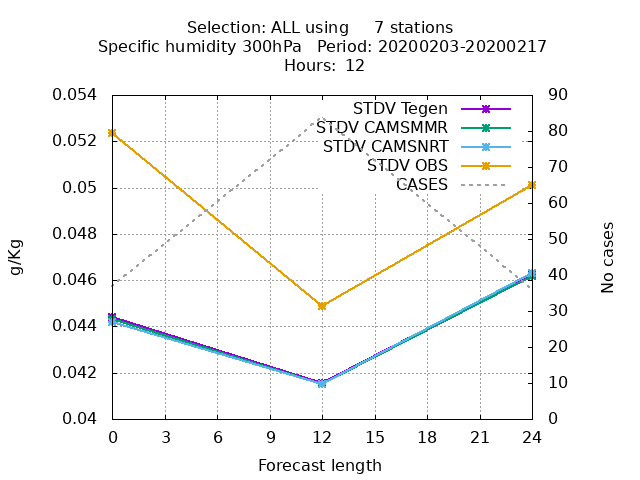 Selection: ALL using     7 stations
Specific humidity 300hPa   Period: 20200203-20200217
Hours: 12
0.054
0.052
0.05
0.048
0.046
0.044
0.042
0.04
g/Kg
STDV Tegen
STDV CAMSMMR
STDV CAMSNRT
STDV OBS
CASES
90
80
70
60
50
40
30
20
10
0
No cases
0 3 6 9 12 15 18 21 24
Forecast length